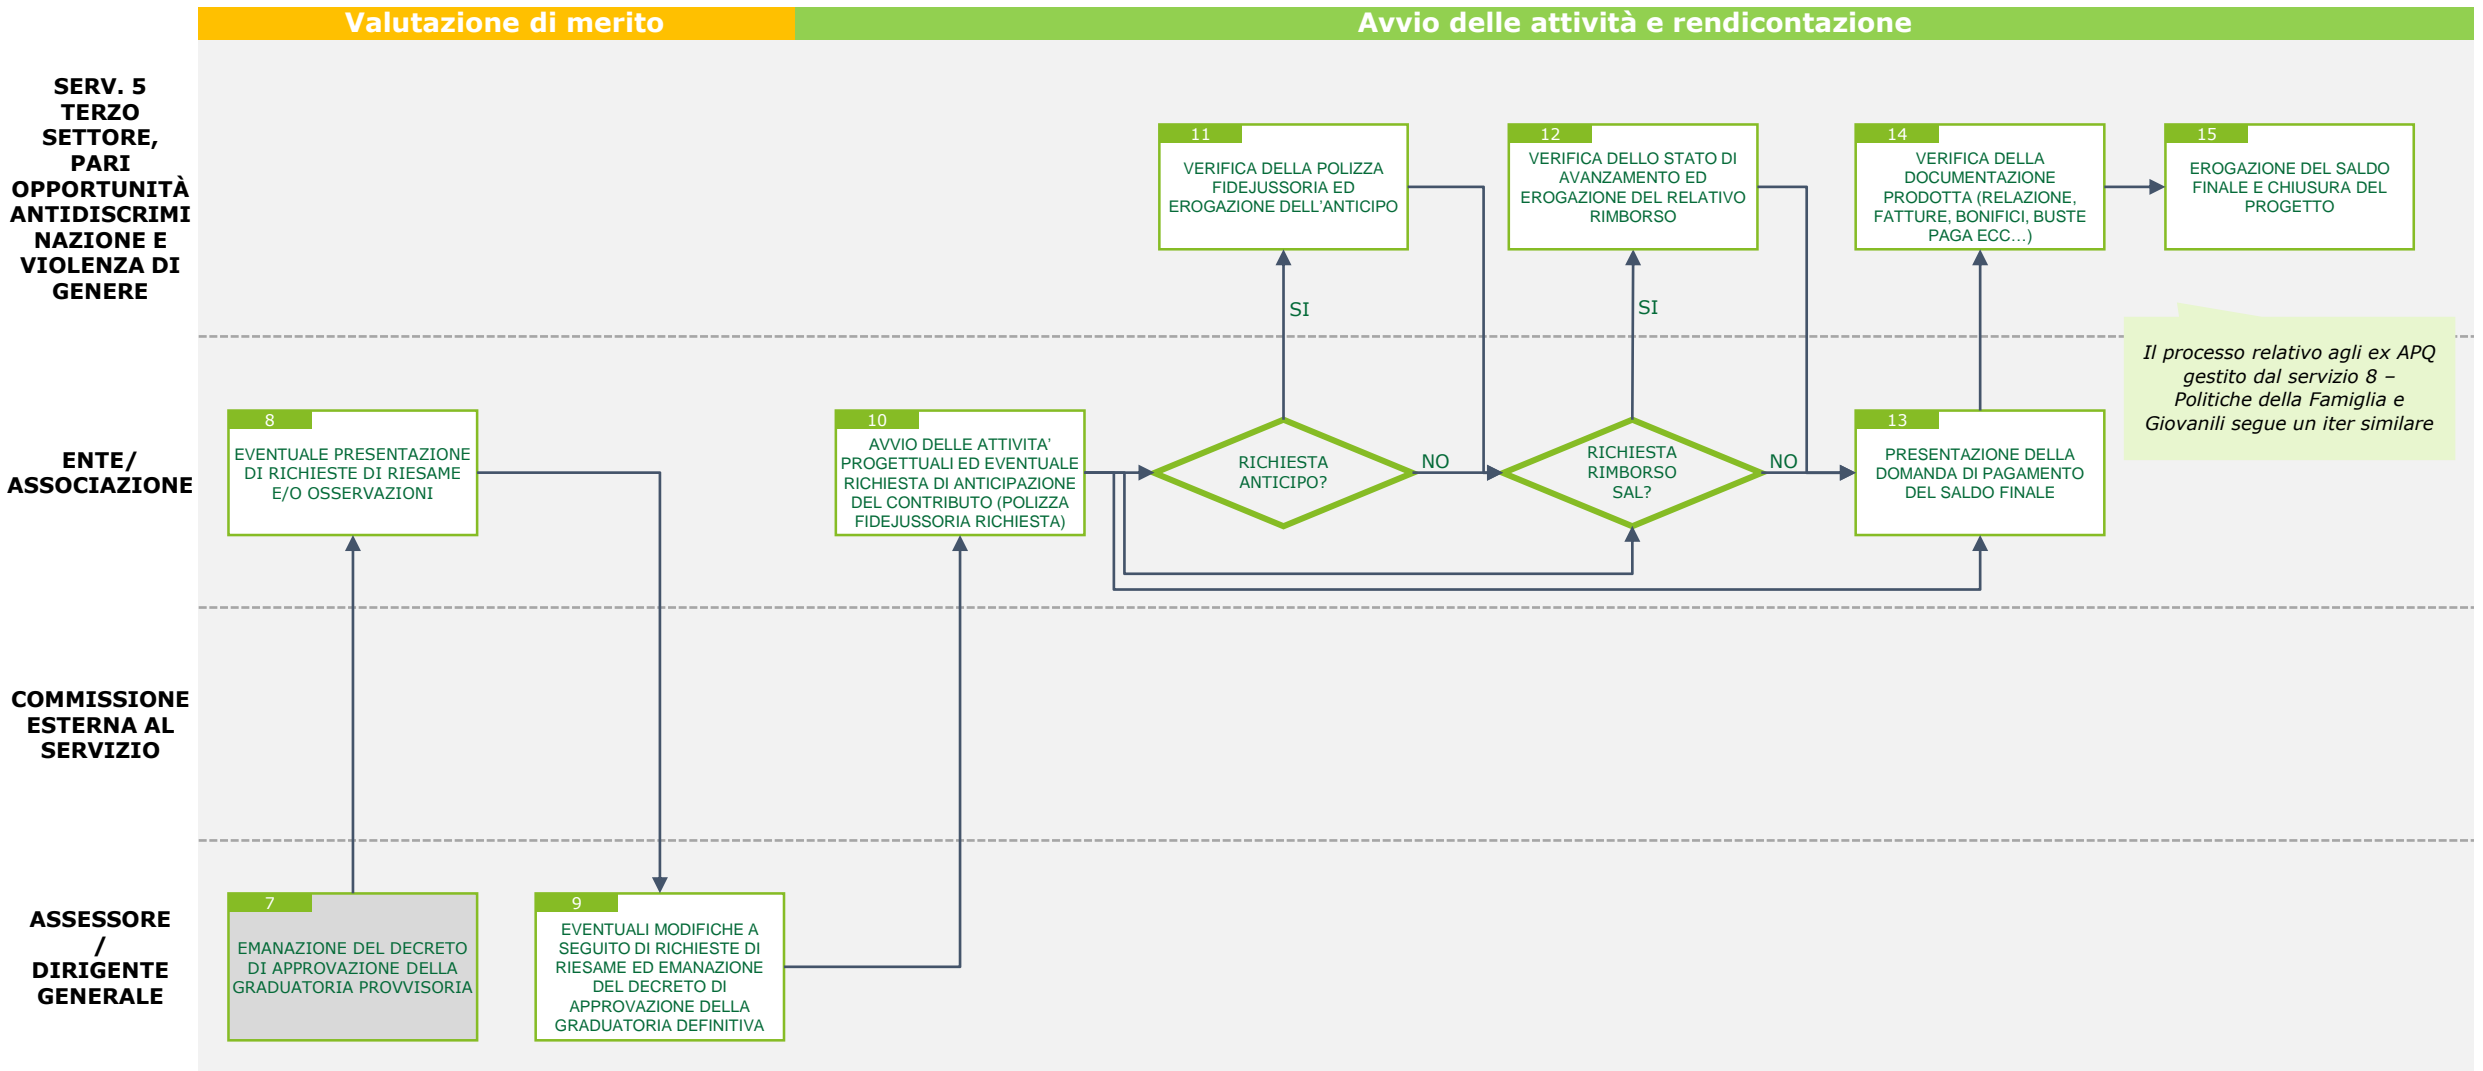 Valutazione di merito
Avvio delle attività e rendicontazione
SERV. 5
TERZO
SETTORE,
PARI
OPPORTUNITÀ
ANTIDISCRIMI
NAZIONE E
VIOLENZA DI
GENERE
11
VERIFICA DELLA POLIZZA
FIDEJUSSORIA ED
EROGAZIONE DELL'ANTICIPO
12
VERIFICA DELLO STATO DI
AVANZAMENTO ED
EROGAZIONE DEL RELATIVO
RIMBORSO
14
VERIFICA DELLA
DOCUMENTAZIONE
PRODOTTA (RELAZIONE,
FATTURE, BONIFICI, BUSTE
PAGA ECC…)
15
EROGAZIONE DEL SALDO
FINALE E CHIUSURA DEL
PROGETTO
SI
SI
Il processo relativo agli ex APQ
gestito dal servizio 8 –
Politiche della Famiglia e
Giovanili segue un iter similare
ENTE/
ASSOCIAZIONE
8
EVENTUALE PRESENTAZIONE
DI RICHIESTE DI RIESAME
E/O OSSERVAZIONI
10
AVVIO DELLE ATTIVITA'
PROGETTUALI ED EVENTUALE
RICHIESTA DI ANTICIPAZIONE
DEL CONTRIBUTO (POLIZZA
FIDEJUSSORIA RICHIESTA)
RICHIESTA
ANTICIPO?
NO
RICHIESTA
RIMBORSO
SAL?
NO
13
PRESENTAZIONE DELLA
DOMANDA DI PAGAMENTO
DEL SALDO FINALE
COMMISSIONE
ESTERNA AL
SERVIZIO
ASSESSORE
/
DIRIGENTE
GENERALE
7
EMANAZIONE DEL DECRETO
DI APPROVAZIONE DELLA
GRADUATORIA PROVVISORIA
9
EVENTUALI MODIFICHE A
SEGUITO DI RICHIESTE DI
RIESAME ED EMANAZIONE
DEL DECRETO DI
APPROVAZIONE DELLA
GRADUATORIA DEFINITIVA